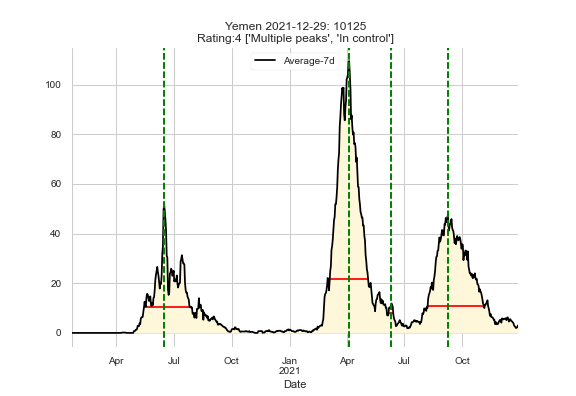 Yemen 2021-12-29: 10125
Rating:4 ['Multiple peaks', 'In control']
Average-7d
100
80
60
40
20
0
Apr Jul Oct Jan Apr Jul Oct
2021
Date